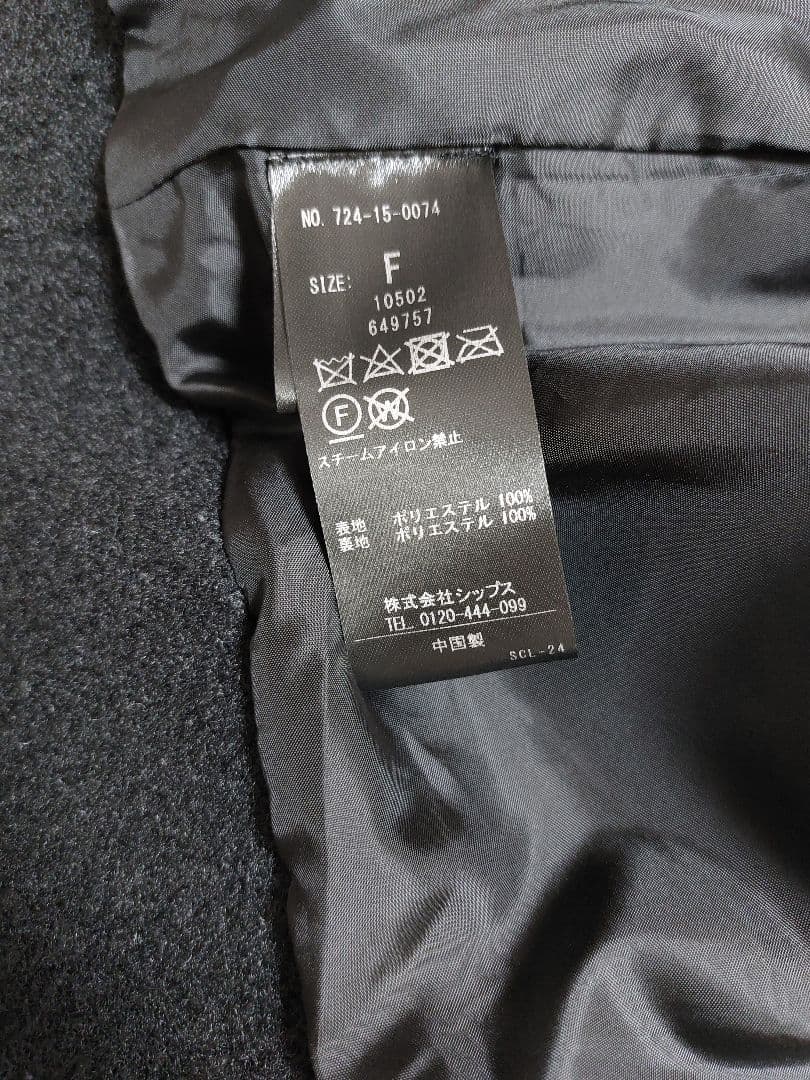 NO. 724-15-0074
SIZE: F
10502
649757
F W
スチームアイロン禁止
表地 ポリエステル 100%
裏地 ポリエステル 100%
株式会社シップス
TEL. 0120-444-099
中国製
SCL-24